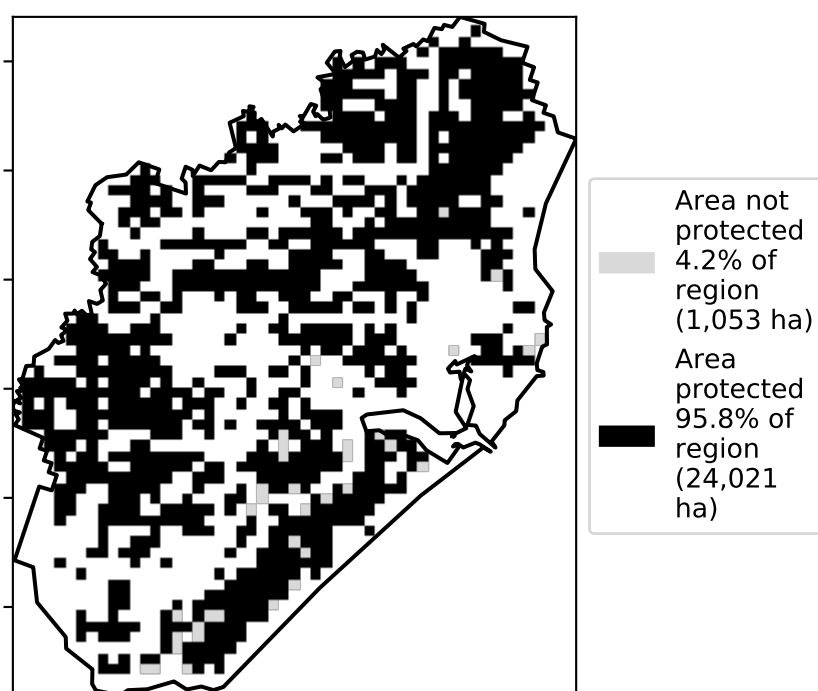 Area not
protected
4.2% of
region
(1,053 ha)
Area
protected
95.8% of
region
(24,021
ha)